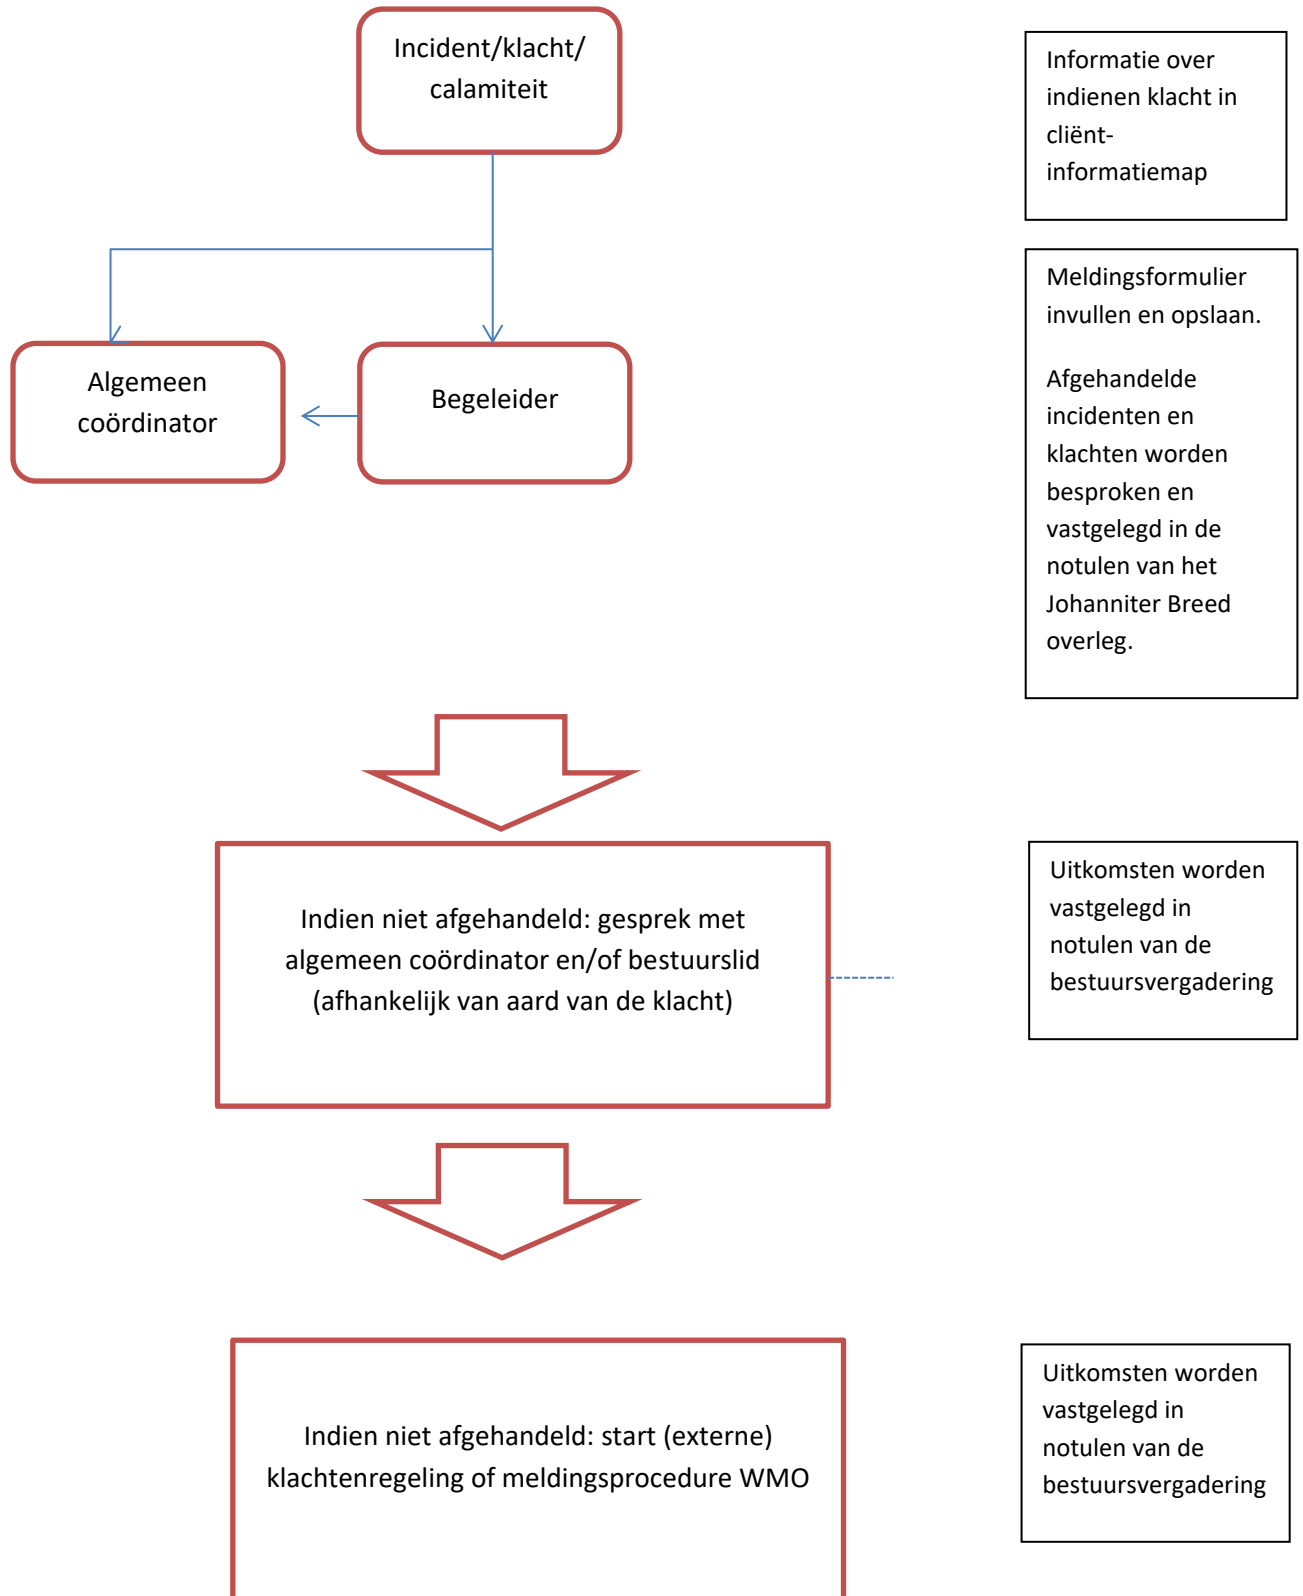 Incident/klacht/
calamiteit
Informatie over
indienen klacht in
cliënt-
informatiemap
Algemeen
coördinator
Begeleider
Meldingsformulier
invullen en opslaan.
Afgehandelde
incidenten en
klachten worden
besproken en
vastgelegd in de
notulen van het
Johanniter Breed
overleg.
Indien niet afgehandeld: gesprek met
algemeen coördinator en/of bestuurslid
(afhankelijk van aard van de klacht)
Uitkomsten worden
vastgelegd in
notulen van de
bestuursvergadering
Indien niet afgehandeld: start (externe)
klachtenregeling of meldingsprocedure WMO
Uitkomsten worden
vastgelegd in
notulen van de
bestuursvergadering